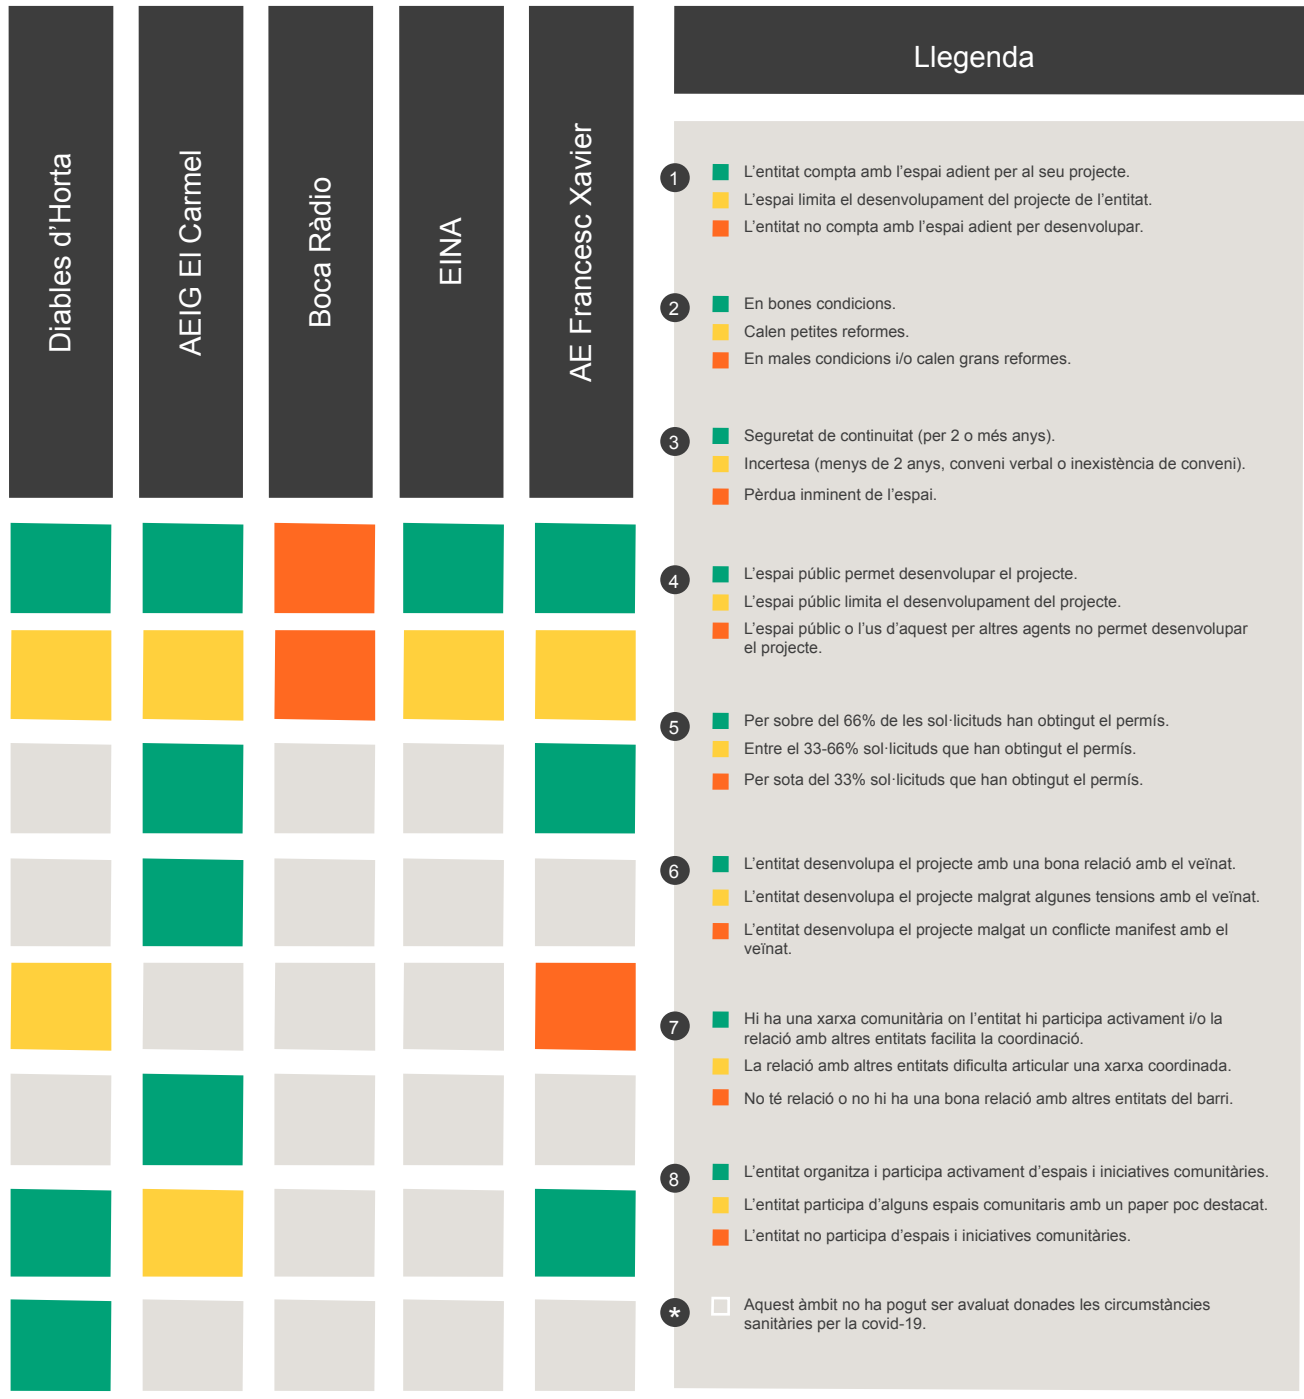 Diables d’Horta
AEIG El Carmel
Boca Ràdio
EINA
AE Francesc Xavier
Llegenda
1
L’entitat compta amb l’espai adient per al seu projecte.
L’espai limita el desenvolupament del projecte de l’entitat.
L’entitat no compta amb l’espai adient per desenvolupar.
2
En bones condicions.
Calen petites reformes.
En males condicions i/o calen grans reformes.
3
Seguretat de continuitat (per 2 o més anys).
Incertesa (menys de 2 anys, conveni verbal o inexistència de conveni).
Pèrdua inminent de l’espai.
4
L’espai públic permet desenvolupar el projecte.
L’espai públic limita el desenvolupament del projecte.
L’espai públic o l’us d’aquest per altres agents no permet desenvolupar
el projecte.
5
Per sobre del 66% de les sol·licituds han obtingut el permís.
Entre el 33-66% sol·licituds que han obtingut el permís.
Per sota del 33% sol·licituds que han obtingut el permís.
6
L’entitat desenvolupa el projecte amb una bona relació amb el veïnat.
L’entitat desenvolupa el projecte malgrat algunes tensions amb el veïnat.
L’entitat desenvolupa el projecte malgat un conflicte manifest amb el
veïnat.
7
Hi ha una xarxa comunitària on l’entitat hi participa activament i/o la
relació amb altres entitats facilita la coordinació.
La relació amb altres entitats dificulta articular una xarxa coordinada.
No té relació o no hi ha una bona relació amb altres entitats del barri.
8
L’entitat organitza i participa activament d’espais i iniciatives comunitàries.
L’entitat participa d’alguns espais comunitaris amb un paper poc destacat.
L’entitat no participa d’espais i iniciatives comunitàries.
*
Aquest àmbit no ha pogut ser avaluat donades les circumstàncies
sanitàries per la covid-19.